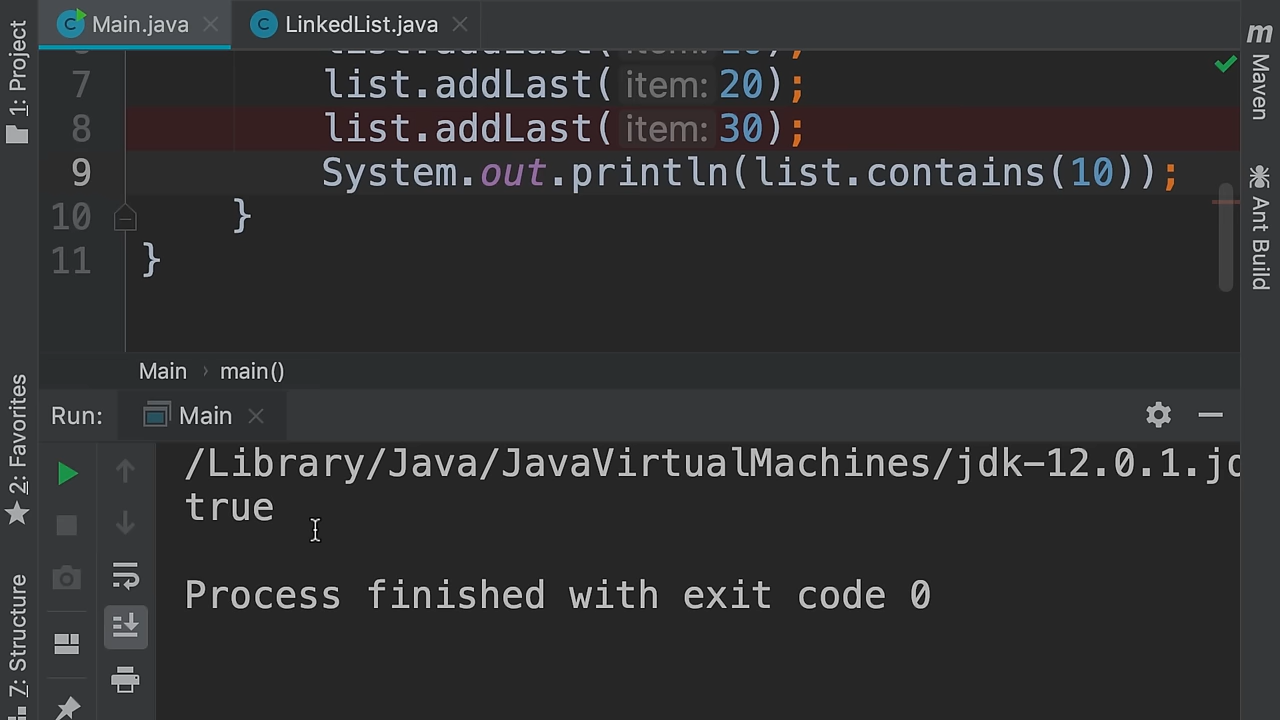 Main.java
LinkedList.java
7 list.addLast( item: 20);
8 list.addLast( item: 30);
9 System.out.println(list.contains(10));
10 }
11 }
Main › main()
Run: Main
/Library/Java/JavaVirtualMachines/jdk-12.0.1.jd
true
Process finished with exit code 0
1: Project
2: Favorites
7: Structure
m
Maven
Ant Build